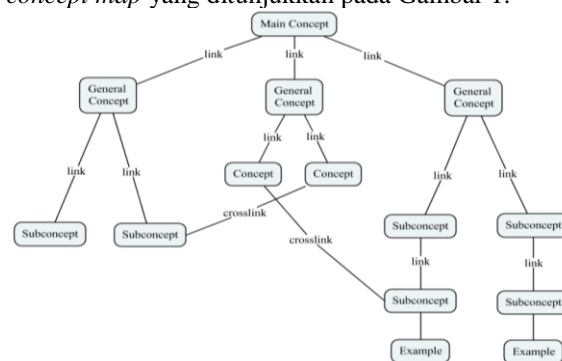 concept map yang ditunjukkan pada Gambar 1.
Main Concept
link
link
link
General
Concept
General
Concept
General
Concept
link
link
link
link
link
link
Concept
Concept
Subconcept
Subconcept
crosslink
crosslink
Subconcept
Subconcept
link
link
Subconcept
Subconcept
Example
Example